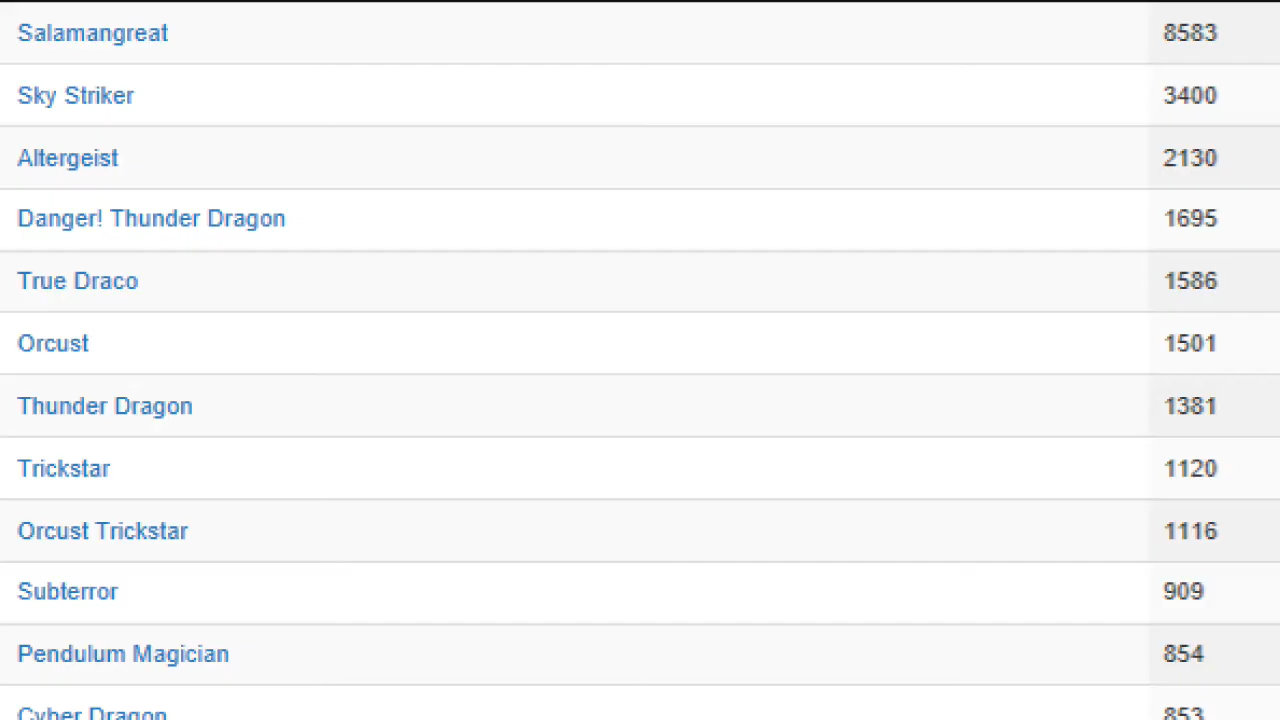 Salamangreat 8583
Sky Striker 3400
Altergeist 2130
Danger! Thunder Dragon 1695
True Draco 1586
Orcust 1501
Thunder Dragon 1381
Trickstar 1120
Orcust Trickstar 1116
Subterror 909
Pendulum Magician 854
Cyber Dragon 853